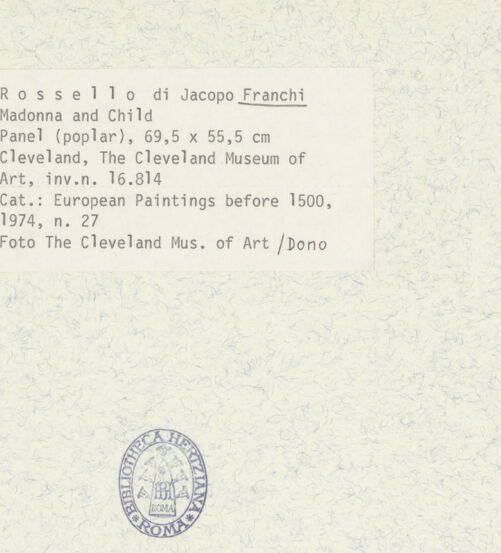 R o s s e l l o di Jacopo Franchi
Madonna and Child
Panel (poplar), 69,5 x 55,5 cm
Cleveland, The Cleveland Museum of
Art, inv.n. 16.814
Cat.: European Paintings before 1500,
1974, n. 27
Foto The Cleveland Mus. of Art /Dono
BIBLIOTHECA HERTZIANA
ROMA
* ROMA *